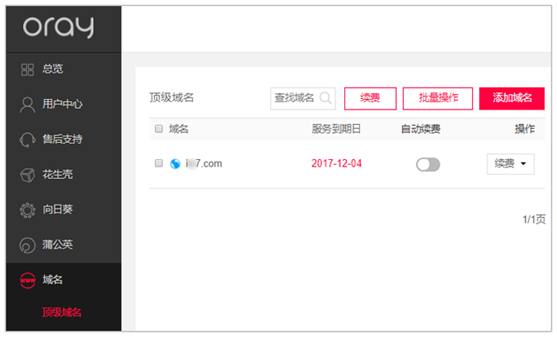 oray
总览
用户中心
售后支持
花生壳
向日葵
蒲公英
www 域名
顶级域名
顶级域名 查找域名 续费 批量操作 添加域名
域名 服务到期日 自动续费 操作
7.com 2017-12-04 续费
1/1页